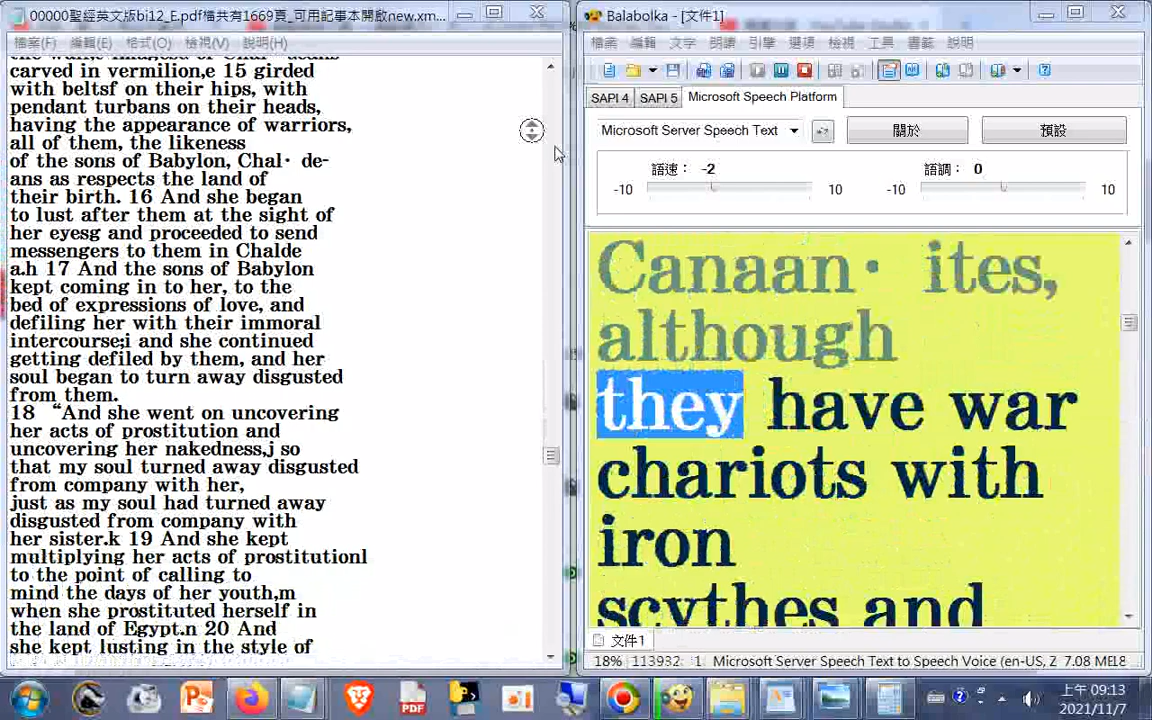 00000聖經英文版bi12_E.pdf檔共有1669頁_可用記事本開啟new.xm...
檔案(F) 編輯(E) 格式(O) 檢視(V) 說明(H)
carved in vermilion,e 15 girded
with beltsf on their hips, with
pendant turbans on their heads,
having the appearance of warriors,
all of them, the likeness
of the sons of Babylon, Chal· de-
ans as respects the land of
their birth. 16 And she began
to lust after them at the sight of
her eyesg and proceeded to send
messengers to them in Chalde
a.h 17 And the sons of Babylon
kept coming in to her, to the
bed of expressions of love, and
defiling her with their immoral
intercourse;i and she continued
getting defiled by them, and her
soul began to turn away disgusted
from them.
18 “And she went on uncovering
her acts of prostitution and
uncovering her nakedness,j so
that my soul turned away disgusted
from company with her,
just as my soul had turned away
disgusted from company with
her sister.k 19 And she kept
multiplying her acts of prostitutionl
to the point of calling to
mind the days of her youth,m
when she prostituted herself in
the land of Egypt.n 20 And
she kept lusting in the style of
Balabolka - [文件1]
檔案 編輯 文字 朗讀 引擎 選項 檢視 工具 書籤 說明
SAPI 4 SAPI 5 Microsoft Speech Platform
Microsoft Server Speech Text 關於 預設
語速： -2 語調： 0
-10 10 -10 10
Canaan· ites,
although
they have war
chariots with
iron
scythes and
文件1
18% 113932: 1 Microsoft Server Speech Text to Speech Voice (en-US, Z 7.08 ME
上午 09:13
2021/11/7